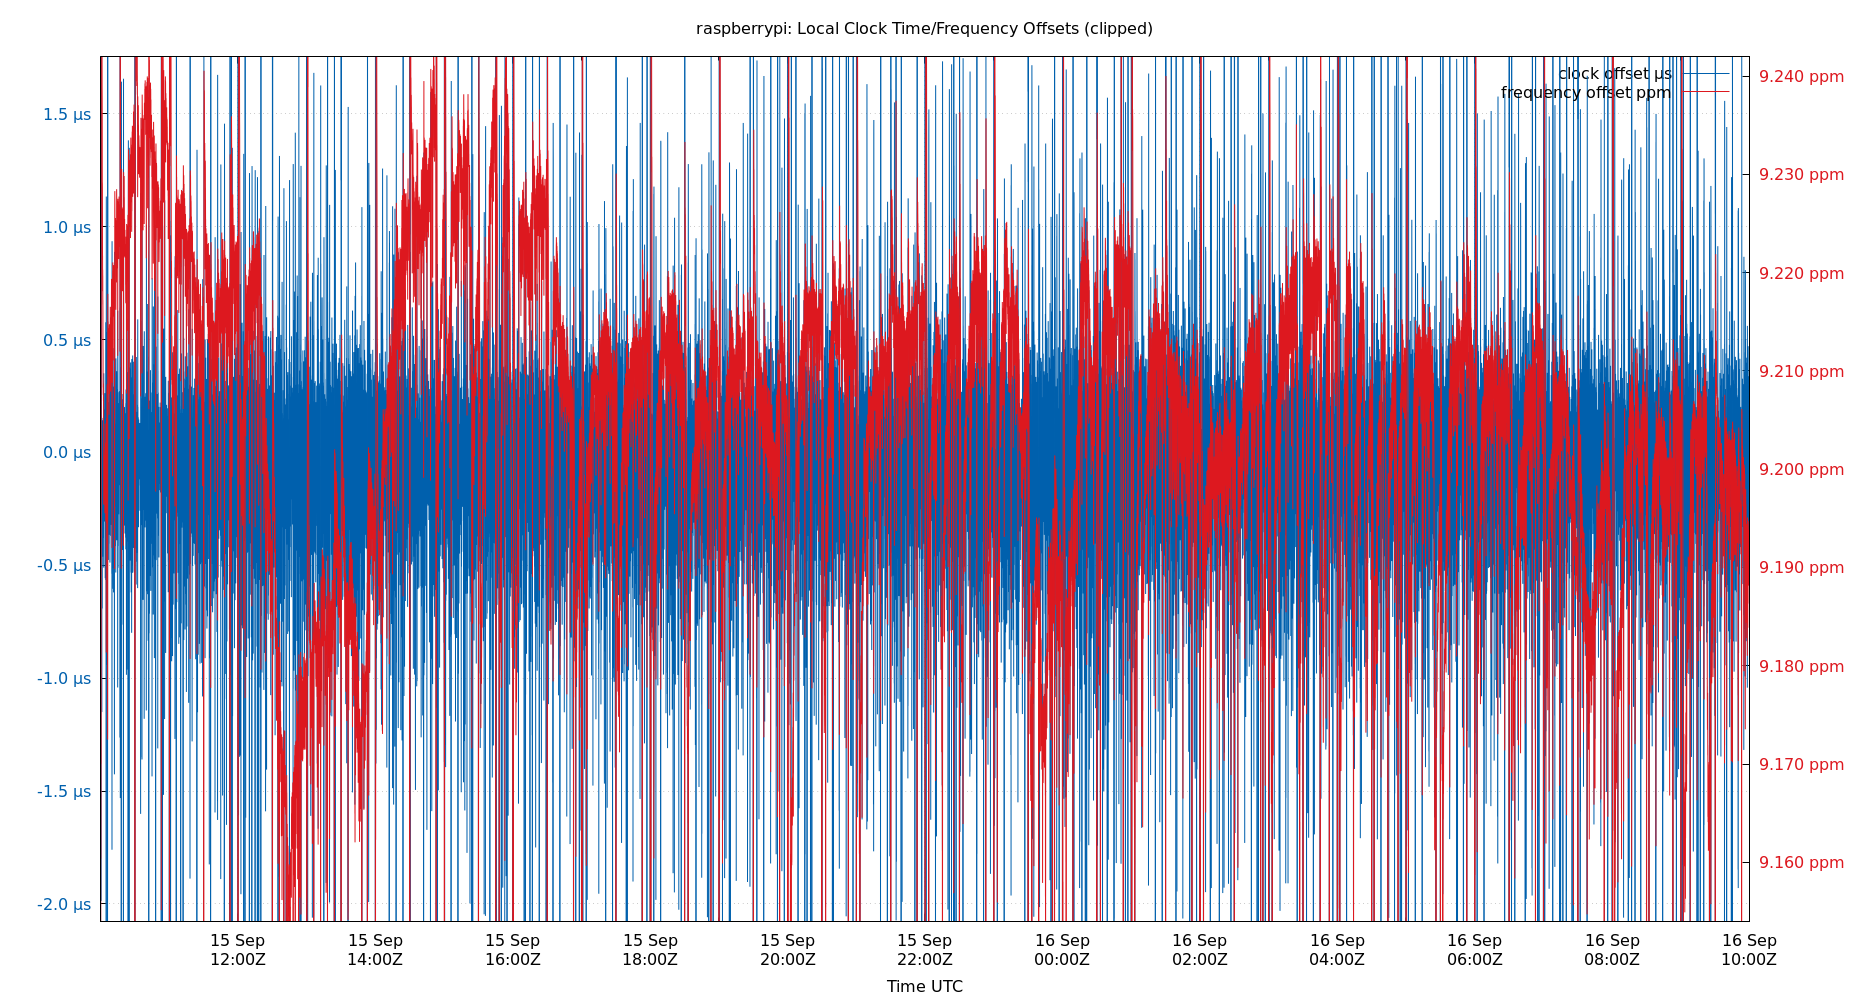 raspberrypi: Local Clock Time/Frequency Offsets (clipped)
clock offset µs
frequency offset ppm
1.5 µs
1.0 µs
0.5 µs
0.0 µs
-0.5 µs
-1.0 µs
-1.5 µs
-2.0 µs
9.240 ppm
9.230 ppm
9.220 ppm
9.210 ppm
9.200 ppm
9.190 ppm
9.180 ppm
9.170 ppm
9.160 ppm
15 Sep 15 Sep 15 Sep 15 Sep 15 Sep 15 Sep 16 Sep 16 Sep 16 Sep 16 Sep 16 Sep 16 Sep
12:00Z 14:00Z 16:00Z 18:00Z 20:00Z 22:00Z 00:00Z 02:00Z 04:00Z 06:00Z 08:00Z 10:00Z
Time UTC